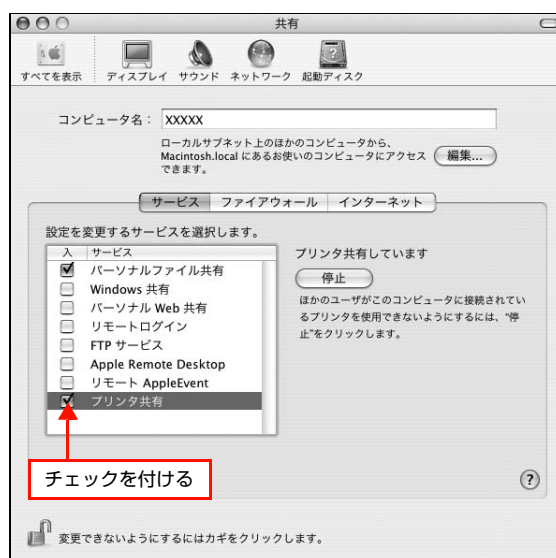 共有
すべてを表示 ディスプレイ サウンド ネットワーク 起動ディスク
コンピュータ名： XXXXX
ローカルサブネット上のほかのコンピュータから、
Macintosh.local にあるお使いのコンピュータにアクセス
できます。
編集...
サービス ファイアウォール インターネット
設定を変更するサービスを選択します。
入 サービス
パーソナルファイル共有
Windows 共有
パーソナル Web 共有
リモートログイン
FTP サービス
Apple Remote Desktop
リモート AppleEvent
プリンタ共有
プリンタ共有しています
停止
ほかのユーザがこのコンピュータに接続されてい
るプリンタを使用できないようにするには、“停
止”をクリックします。
チェックを付ける
?
変更できないようにするにはカギをクリックします。